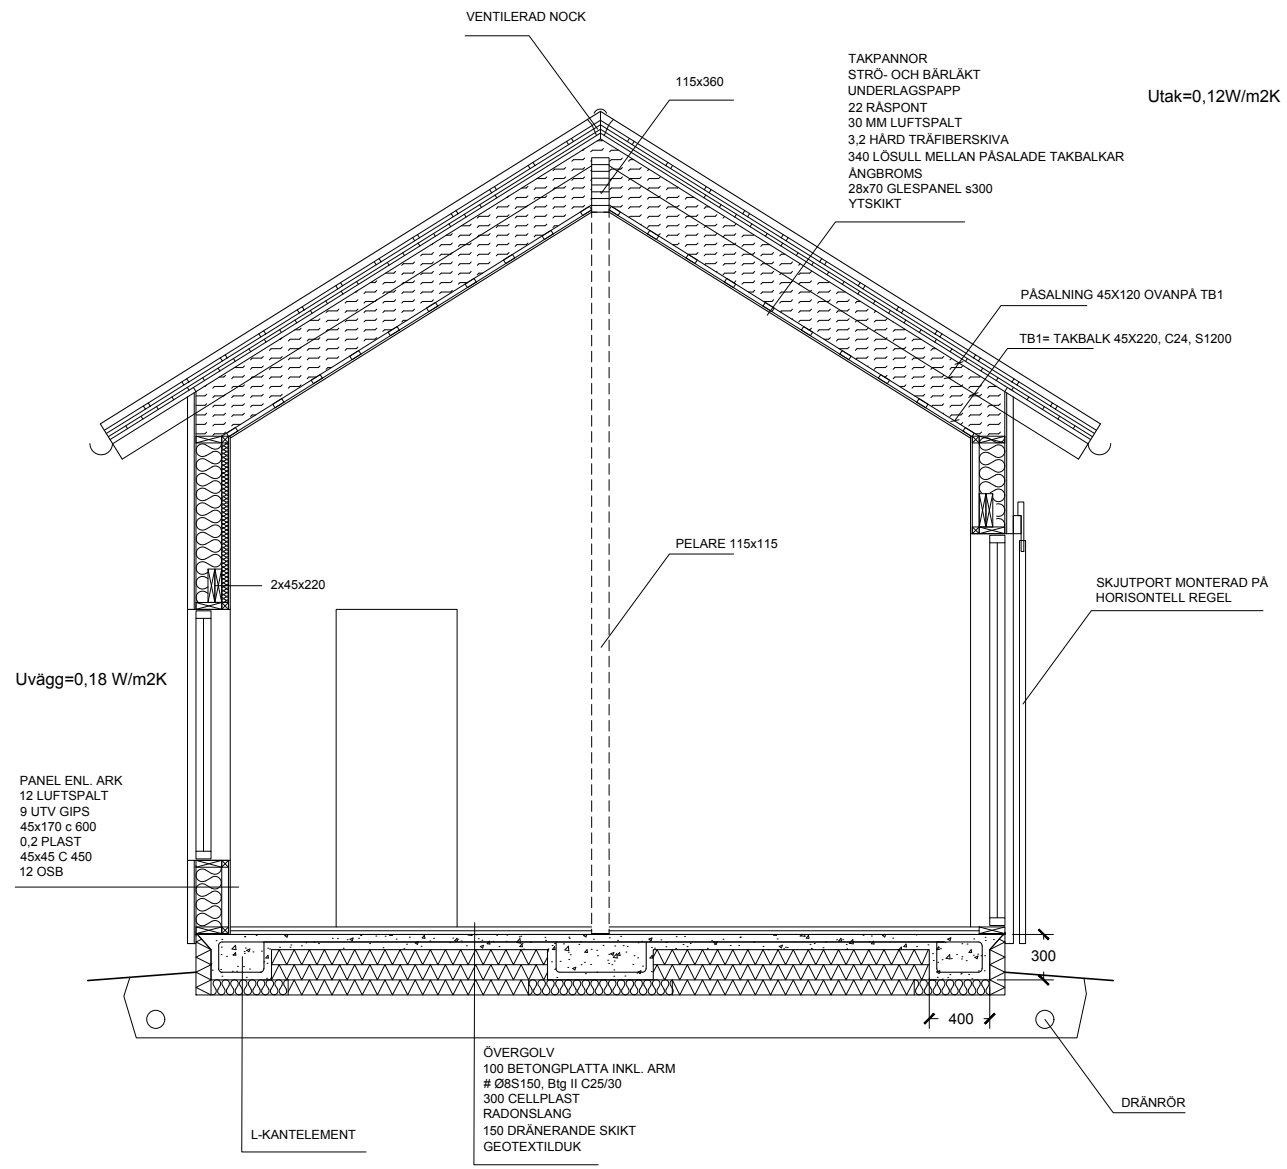 VENTILERAD NOCK
115x360
TAKPANNOR
STRÖ- OCH BÄRLÄKT
UNDERLAGSPAPP
22 RÅSPONT
30 MM LUFTSPALT
3,2 HÅRD TRÄFIBERSKIVA
340 LÖSULL MELLAN PÅSALADE TAKBALKAR
ÅNGBROMS
28x70 GLESPANEL s300
YTSKIKT
Utak=0,12W/m2K
PÅSALNING 45X120 OVANPÅ TB1
TB1= TAKBALK 45X220, C24, S1200
PELARE 115x115
2x45x220
SKJUTPORT MONTERAD PÅ
HORISONTELL REGEL
Uvägg=0,18 W/m2K
PANEL ENL. ARK
12 LUFTSPALT
9 UTV GIPS
45x170 c 600
0,2 PLAST
45x45 C 450
12 OSB
300
400
ÖVERGOLV
100 BETONGPLATTA INKL. ARM
# Ø8S150, Btg II C25/30
300 CELLPLAST
RADONSLANG
150 DRÄNERANDE SKIKT
GEOTEXTILDUK
L-KANTELEMENT
DRÄNRÖR